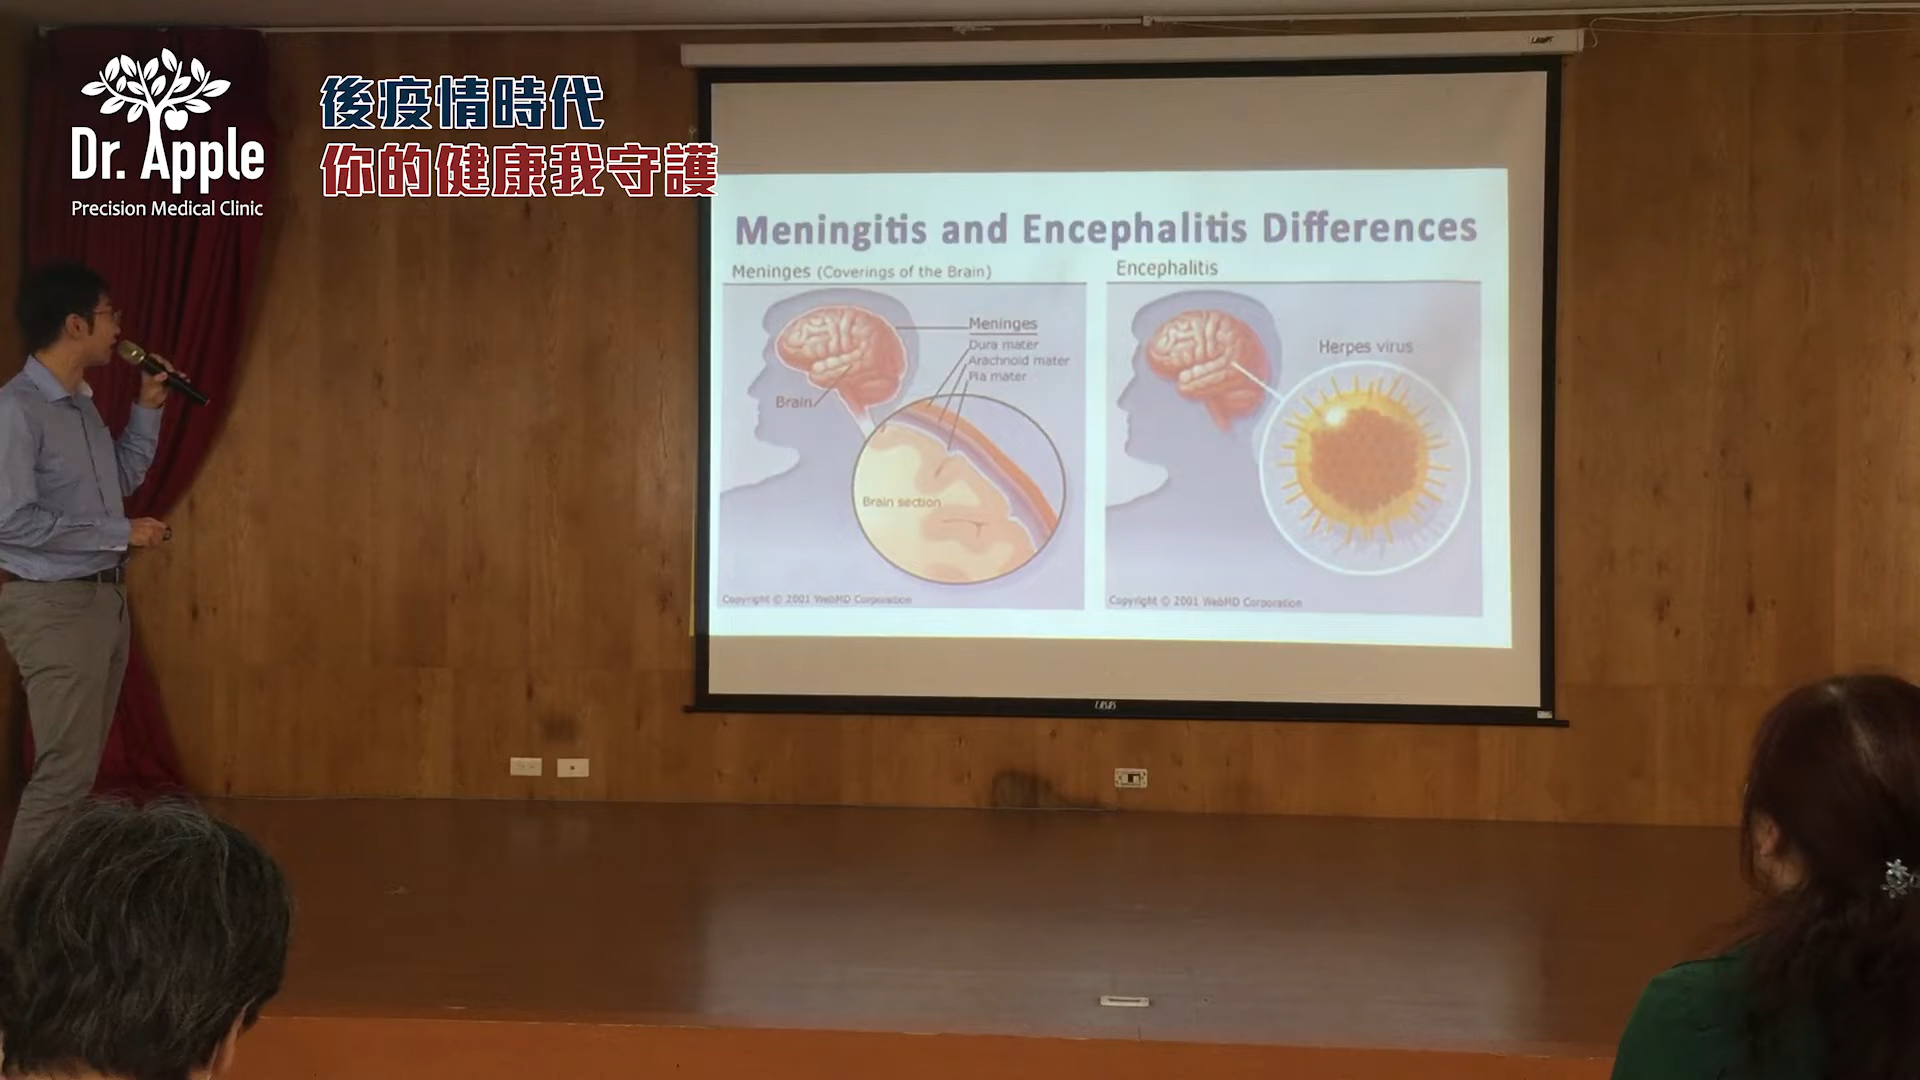 Dr. Apple
Precision Medical Clinic
後疫情時代
你的健康我守護
Meningitis and Encephalitis Differences
Meninges (Coverings of the Brain)
Meninges
Dura mater
Arachnoid mater
Pia mater
Brain
Brain section
Copyright © 2001 WebMD Corporation
Encephalitis
Herpes virus
Copyright © 2001 WebMD Corporation